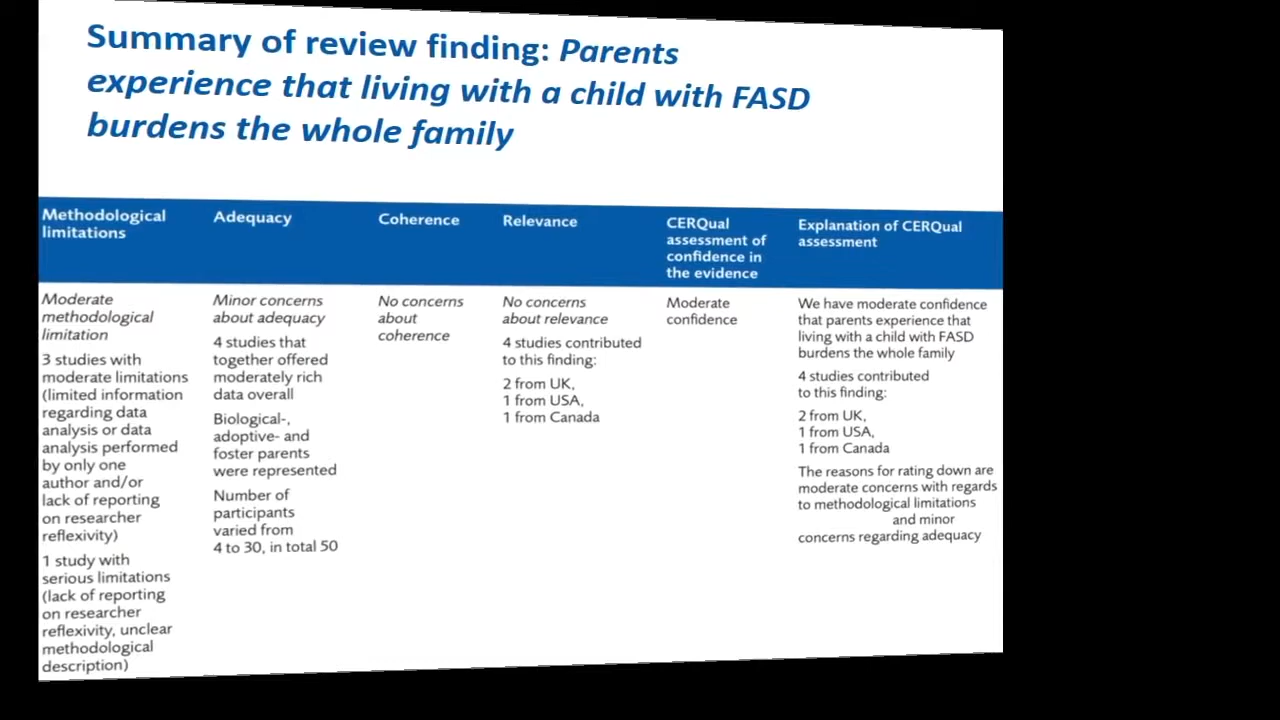 Summary of review finding: Parents
experience that living with a child with FASD
burdens the whole family
Methodological
limitations
Adequacy
Coherence
Relevance
CERQual
assessment of
confidence in
the evidence
Explanation of CERQual
assessment
Moderate
methodological
limitation
3 studies with
moderate limitations
(limited information
regarding data
analysis or data
analysis performed
by only one
author and/or
lack of reporting
on researcher
reflexivity)
1 study with
serious limitations
(lack of reporting
on researcher
reflexivity, unclear
methodological
description)
Minor concerns
about adequacy
4 studies that
together offered
moderately rich
data overall
Biological-,
adoptive- and
foster parents
were represented
Number of
participants
varied from
4 to 30, in total 50
No concerns
about
coherence
No concerns
about relevance
4 studies contributed
to this finding:
2 from UK,
1 from USA,
1 from Canada
Moderate
confidence
We have moderate confidence
that parents experience that
living with a child with FASD
burdens the whole family
4 studies contributed
to this finding:
2 from UK,
1 from USA,
1 from Canada
The reasons for rating down are
moderate concerns with regards
to methodological limitations
and minor
concerns regarding adequacy